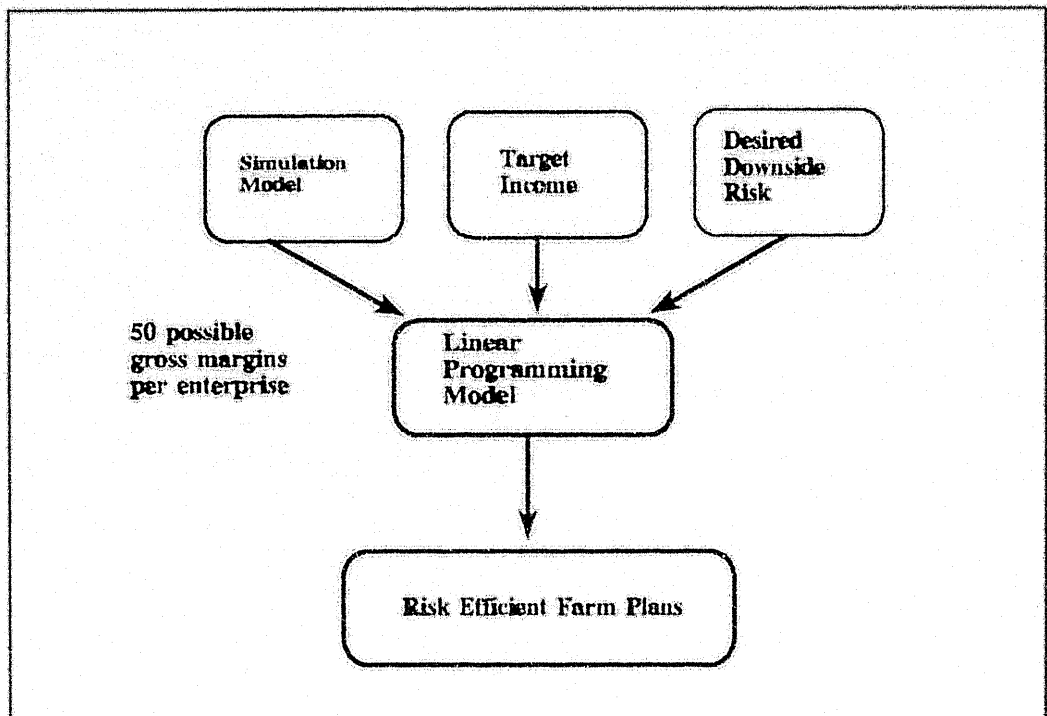 Simulation
Model
Target
Income
Desired
Downside
Risk
50 possible
gross margins
per enterprise
Linear
Programming
Model
Risk Efficient Farm Plans